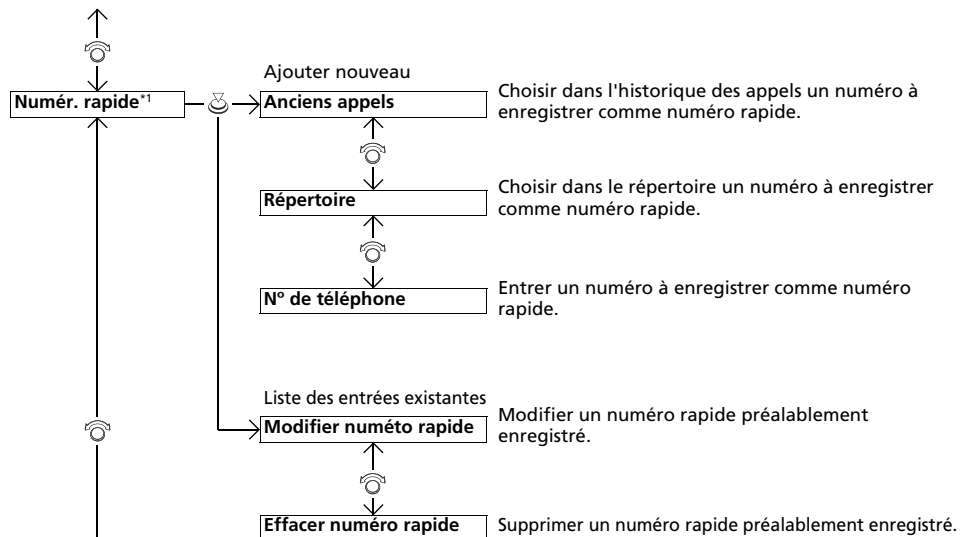 Ajouter nouveau
Numér. rapide*1
Anciens appels
Choisir dans l'historique des appels un numéro à
enregistrer comme numéro rapide.
Répertoire
Choisir dans le répertoire un numéro à enregistrer
comme numéro rapide.
Nº de téléphone
Entrer un numéro à enregistrer comme numéro
rapide.
Liste des entrées existantes
Modifier numéto rapide
Modifier un numéro rapide préalablement
enregistré.
Effacer numéro rapide
Supprimer un numéro rapide préalablement enregistré.